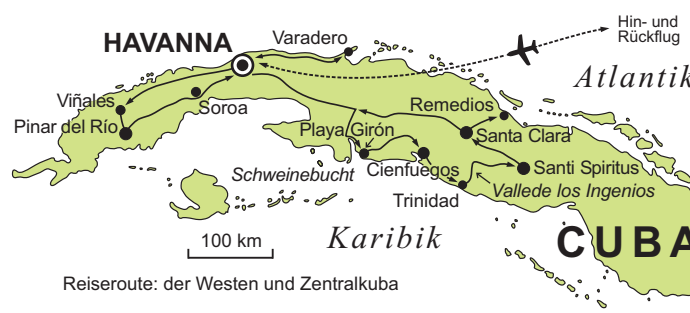 Hin- und
Rückflug
Varadero
HAVANNA
Atlantik
Viñales
Soroa
Remedios
Pinar del Río
Playa Girón
Santa Clara
Schweinebucht
Cienfuegos
Santi Spiritus
Vallede los Ingenios
Trinidad
100 km
Karibik
CUBA
Reiseroute: der Westen und Zentralkuba